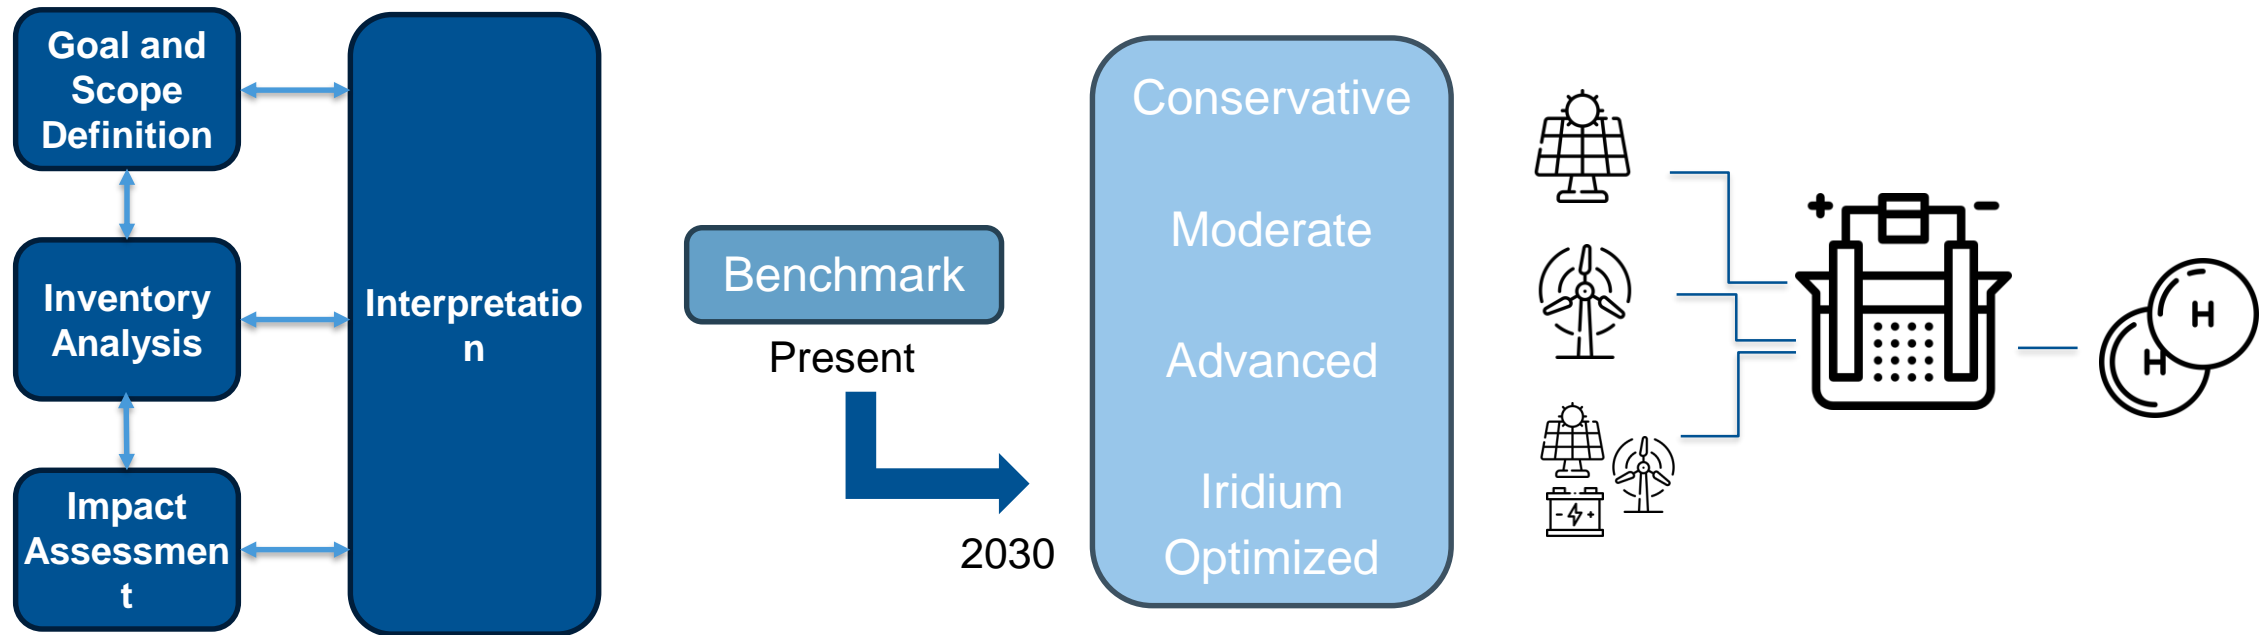 Goal and
Scope
Definition
Inventory
Analysis
Impact
Assessmen
t
Interpretatio
n
Benchmark
Present
2030
Conservative
Moderate
Advanced
Iridium
Optimized
+ -
H
H
- +